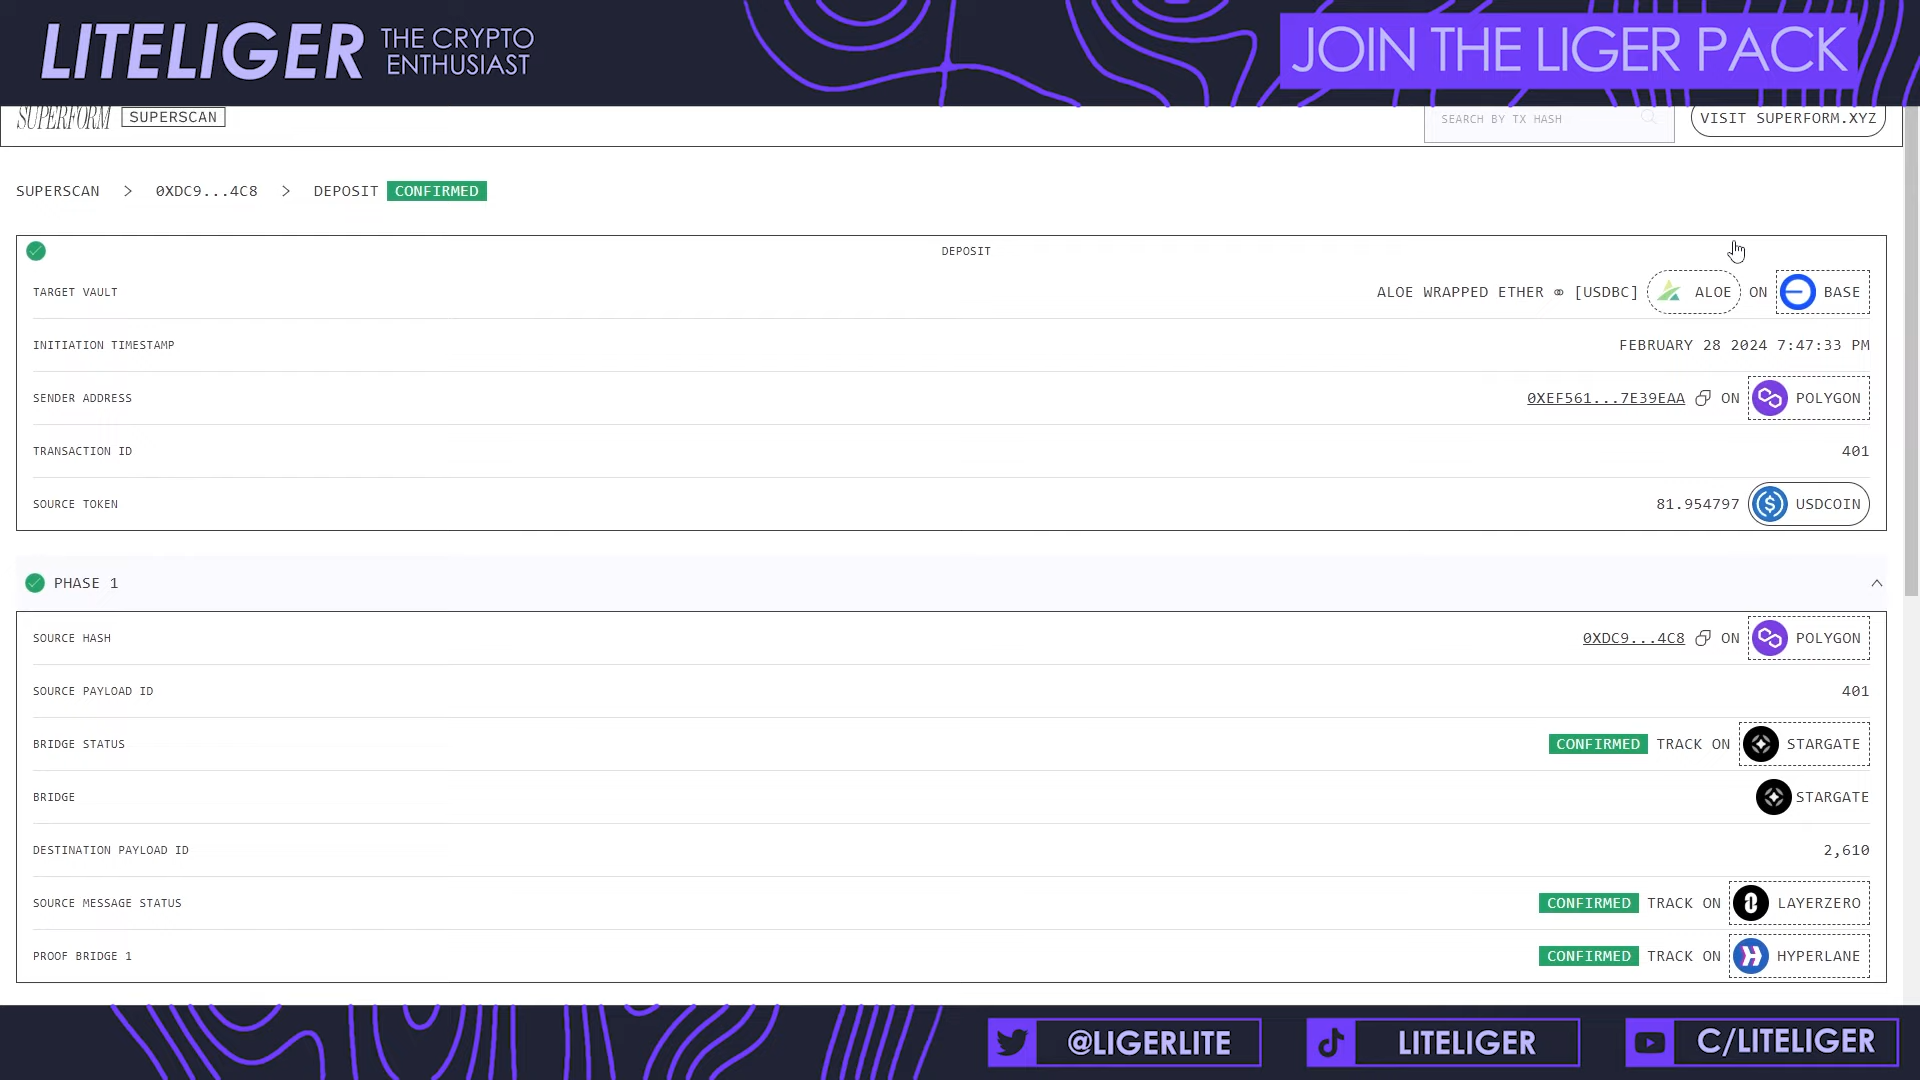 LITELIGER THE CRYPTO ENTHUSIAST
JOIN THE LIGER PACK
SUPERFORM SUPERSCAN
SEARCH BY TX HASH
VISIT SUPERFORM.XYZ
SUPERSCAN > 0XDC9...4C8 > DEPOSIT CONFIRMED
DEPOSIT
TARGET VAULT ALOE WRAPPED ETHER ⚭ [USDBC] ALOE ON BASE
INITIATION TIMESTAMP FEBRUARY 28 2024 7:47:33 PM
SENDER ADDRESS 0XEF561...7E39EAA ON POLYGON
TRANSACTION ID 401
SOURCE TOKEN 81.954797 USDCOIN
PHASE 1
SOURCE HASH 0XDC9...4C8 ON POLYGON
SOURCE PAYLOAD ID 401
BRIDGE STATUS CONFIRMED TRACK ON STARGATE
BRIDGE STARGATE
DESTINATION PAYLOAD ID 2,610
SOURCE MESSAGE STATUS CONFIRMED TRACK ON LAYERZERO
PROOF BRIDGE 1 CONFIRMED TRACK ON HYPERLANE
@LIGERLITE
LITELIGER
C/LITELIGER